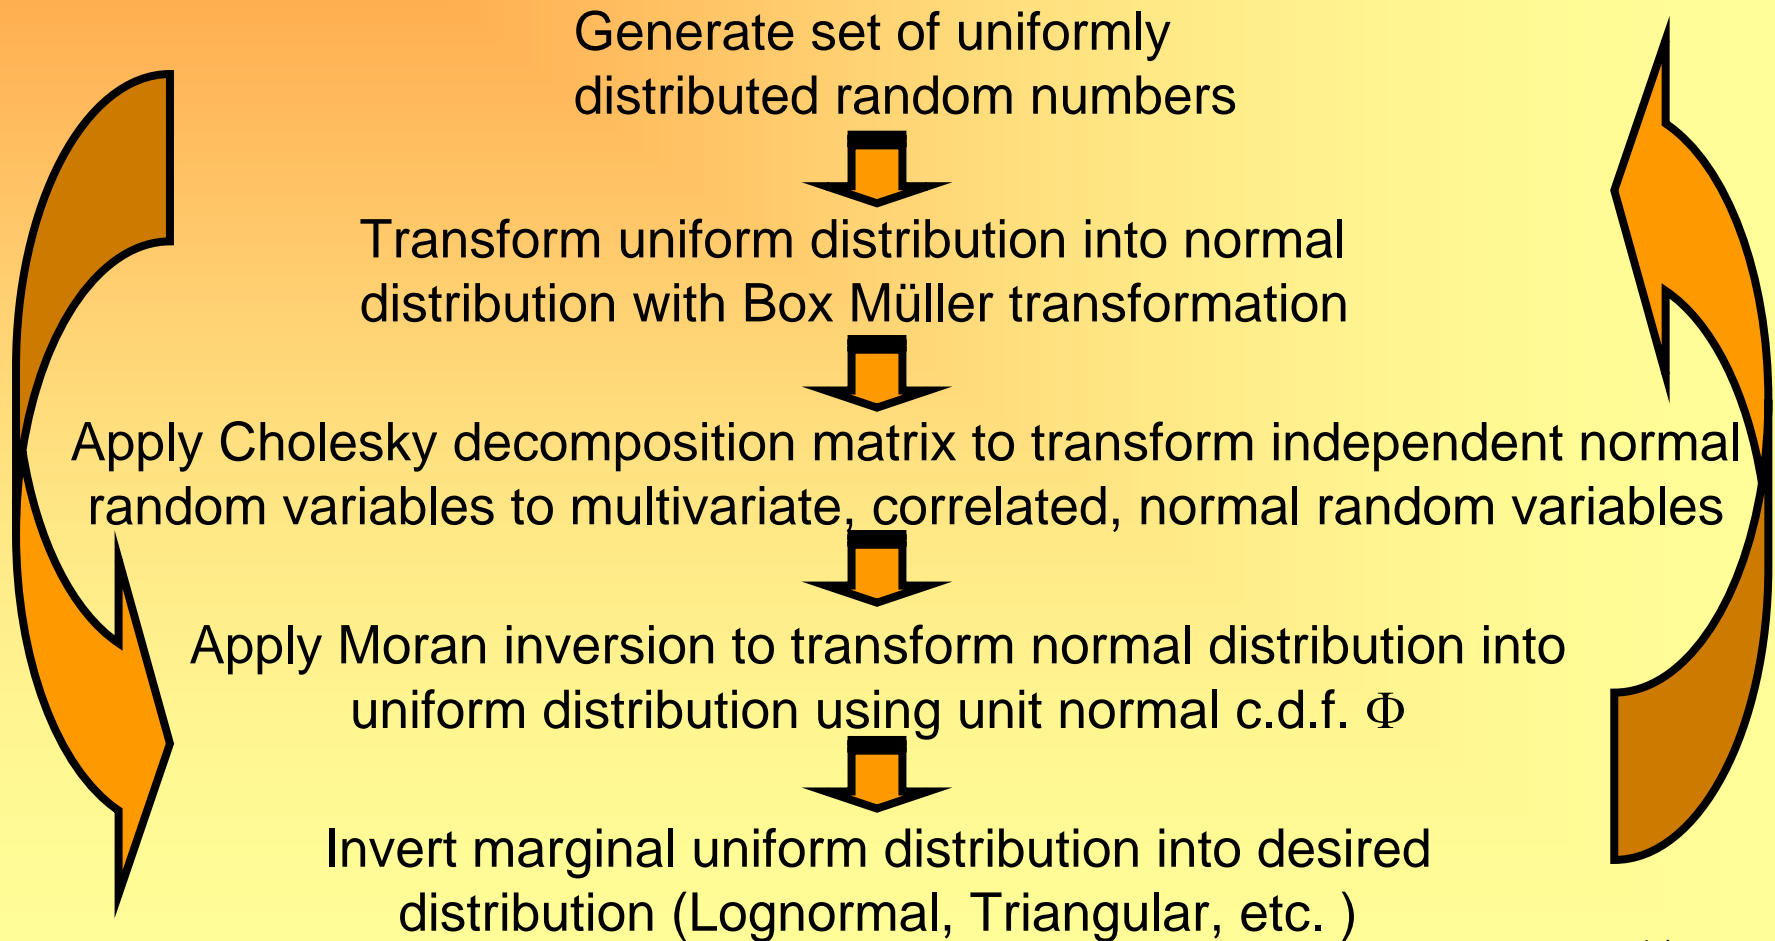 Generate set of uniformly
distributed random numbers
Transform uniform distribution into normal
distribution with Box Müller transformation
Apply Cholesky decomposition matrix to transform independent normal
random variables to multivariate, correlated, normal random variables
Apply Moran inversion to transform normal distribution into
uniform distribution using unit normal c.d.f. Φ
Invert marginal uniform distribution into desired
distribution (Lognormal, Triangular, etc. )